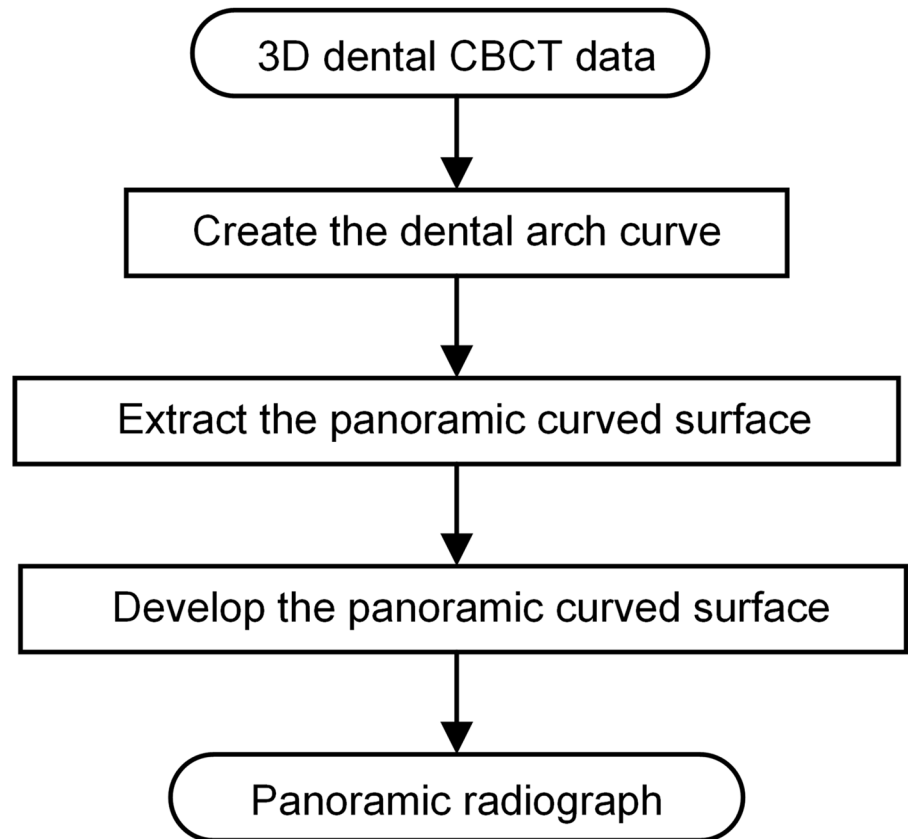 3D dental CBCT data
Create the dental arch curve
Extract the panoramic curved surface
Develop the panoramic curved surface
Panoramic radiograph